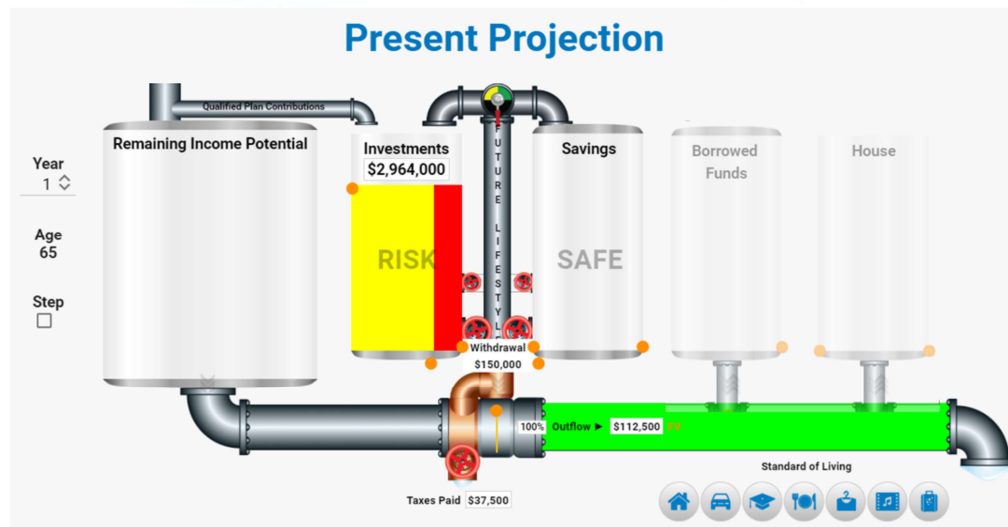 Present Projection
Qualified Plan Contributions
Remaining Income Potential
Year
1
Age
65
Step
Investments
$2,964,000
RISK
FUTURE LIFESTYLE
Savings
SAFE
Borrowed
Funds
House
Withdrawal
$150,000
100% Outflow ► $112,500 FV
Taxes Paid $37,500
Standard of Living